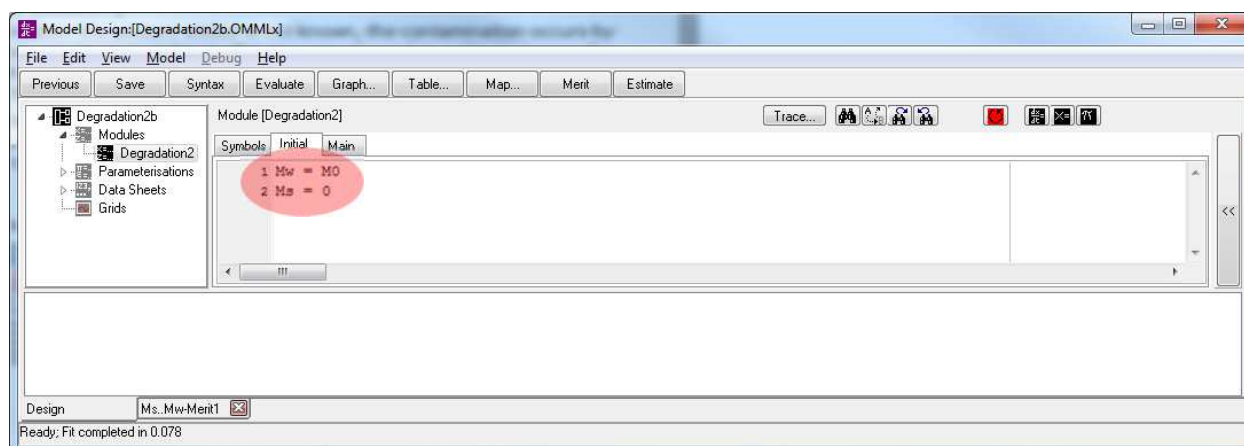 Model Design:[Degradation2b.OMMLx]
File Edit View Model Debug Help
Previous Save Syntax Evaluate Graph... Table... Map... Merit Estimate
Degradation2b
Modules
Degradation2
Parameterisations
Data Sheets
Grids
Module [Degradation2]
Trace...
Symbols Initial Main
1 Mw = M0
2 Ms = 0
<<
Design Ms..Mw-Merit1
Ready; Fit completed in 0.078